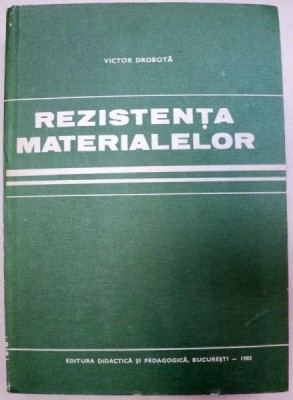 VICTOR DROBOTĂ
REZISTENȚA
MATERIALELOR
EDITURA DIDACTICĂ ȘI PEDAGOGICĂ, BUCUREȘTI — 1982